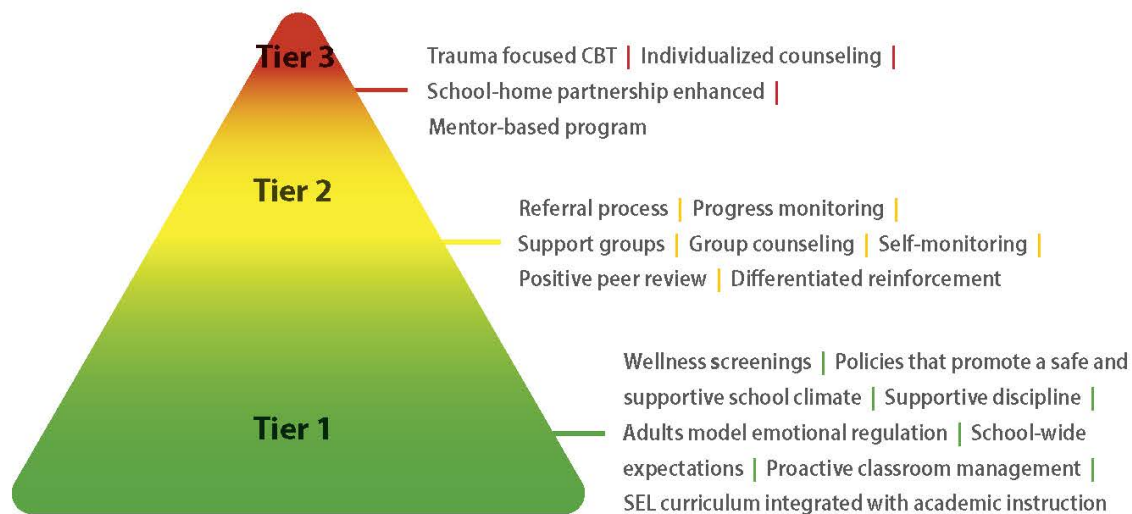 Tier 3
Trauma focused CBT | Individualized counseling |
School-home partnership enhanced |
Mentor-based program
Tier 2
Referral process | Progress monitoring |
Support groups | Group counseling | Self-monitoring |
Positive peer review | Differentiated reinforcement
Tier 1
Wellness screenings | Policies that promote a safe and
supportive school climate | Supportive discipline |
Adults model emotional regulation | School-wide
expectations | Proactive classroom management |
SEL curriculum integrated with academic instruction